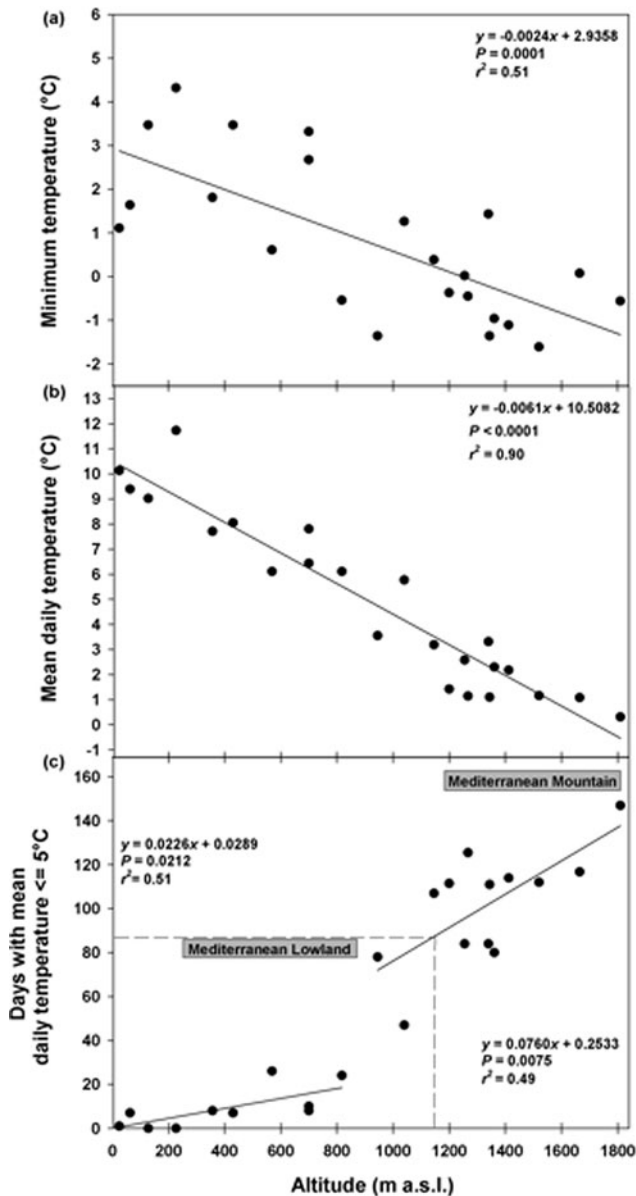 (a)
6
5
4
3
2
1
0
-1
-2
Minimum temperature (°C)
y = -0.0024x + 2.9358
P = 0.0001
r² = 0.51
(b)
13
12
11
10
9
8
7
6
5
4
3
2
1
0
-1
Mean daily temperature (°C)
y = -0.0061x + 10.5082
P < 0.0001
r² = 0.90
(c)
160
140
120
100
80
60
40
20
0
Days with mean
daily temperature <= 5°C
Mediterranean Mountain
y = 0.0226x + 0.0289
P = 0.0212
r² = 0.51
Mediterranean Lowland
y = 0.0760x + 0.2533
P = 0.0075
r² = 0.49
0 200 400 600 800 1000 1200 1400 1600 1800
Altitude (m a.s.l.)